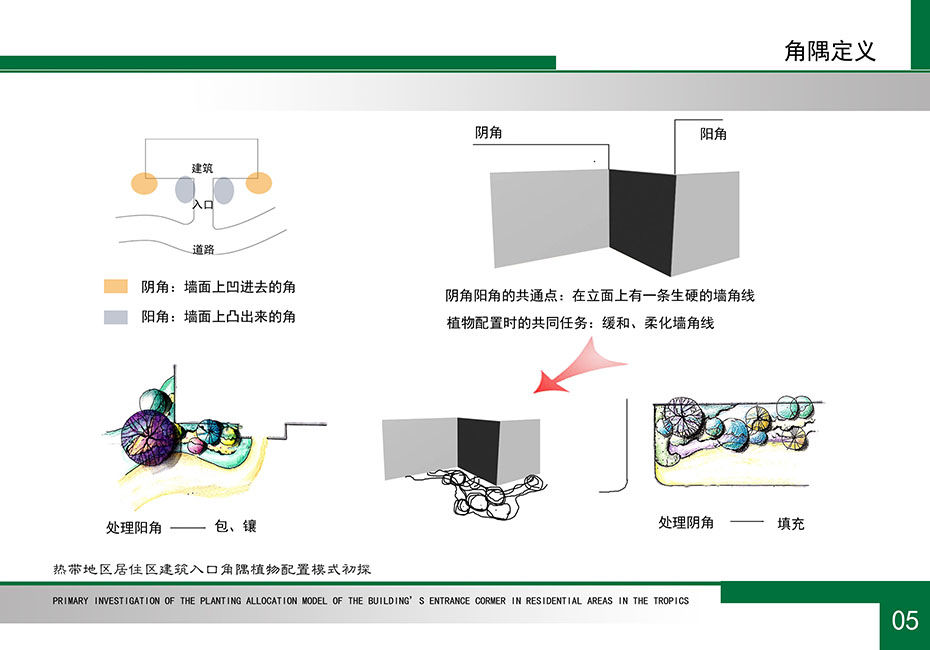 角隅定义
建筑
入口
道路
阴角：墙面上凹进去的角
阳角：墙面上凸出来的角
阴角
阳角
阴角阳角的共通点：在立面上有一条生硬的墙角线
植物配置时的共同任务：缓和、柔化墙角线
处理阳角 —— 包、镶
处理阴角 —— 填充
热带地区居住区建筑入口角隅植物配置模式初探
PRIMARY INVESTIGATION OF THE PLANTING ALLOCATION MODEL OF THE BUILDING'S ENTRANCE CORMER IN RESIDENTIAL AREAS IN THE TROPICS
05